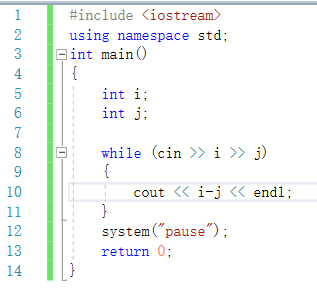 1 #include <iostream>
2 using namespace std;
3 int main()
4 {
5 int i;
6 int j;
7
8 while (cin >> i >> j)
9 {
10 cout << i-j << endl;
11 }
12 system("pause");
13 return 0;
14 }